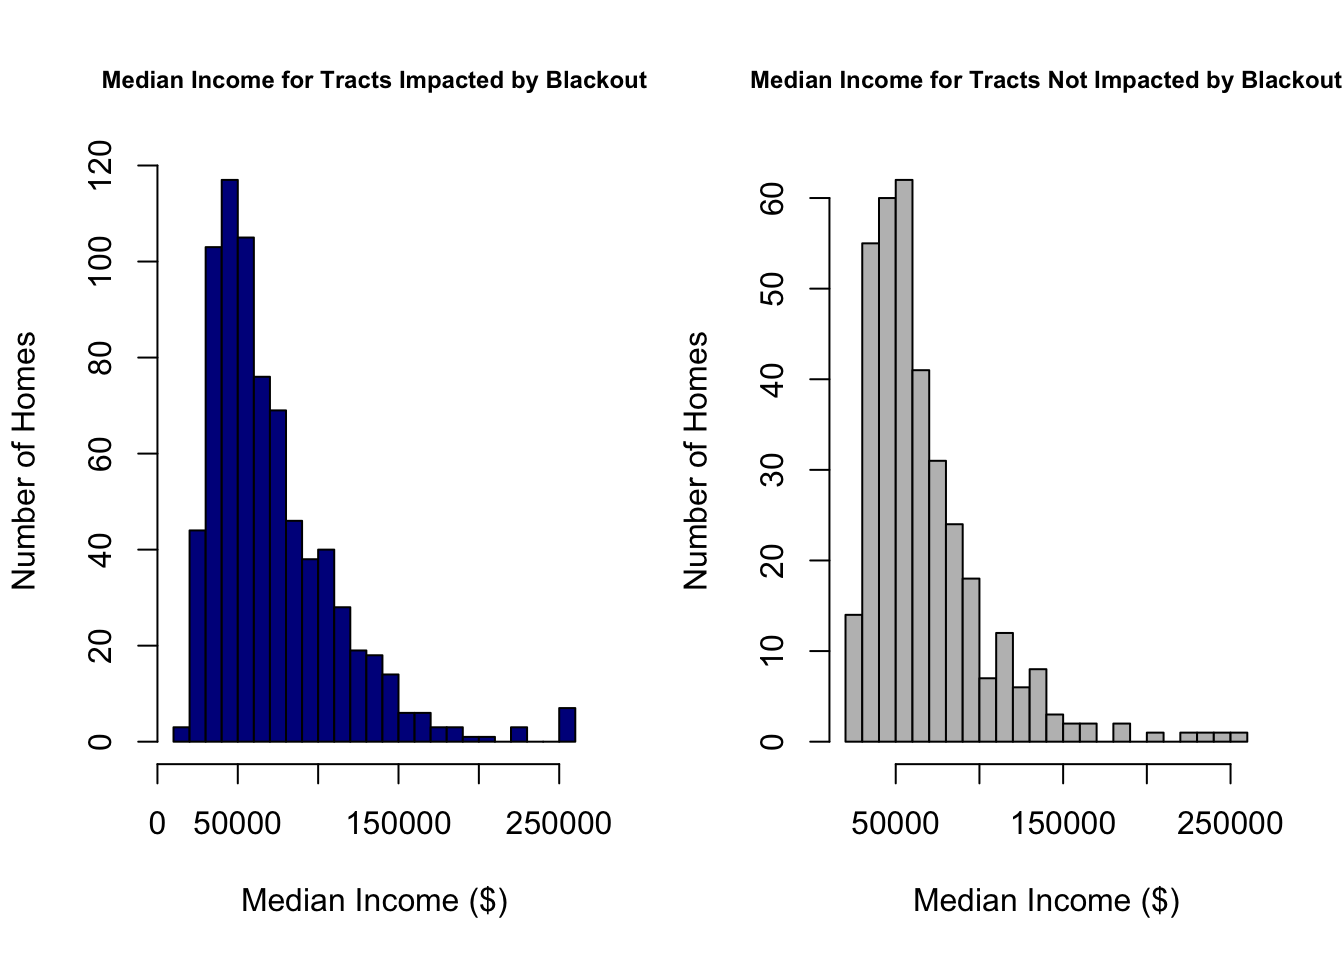 Median Income for Tracts Impacted by Blackout
Number of Homes
120
100
80
60
40
20
0
0 50000 150000 250000
Median Income ($)
Median Income for Tracts Not Impacted by Blackout
Number of Homes
60
50
40
30
20
10
0
50000 150000 250000
Median Income ($)